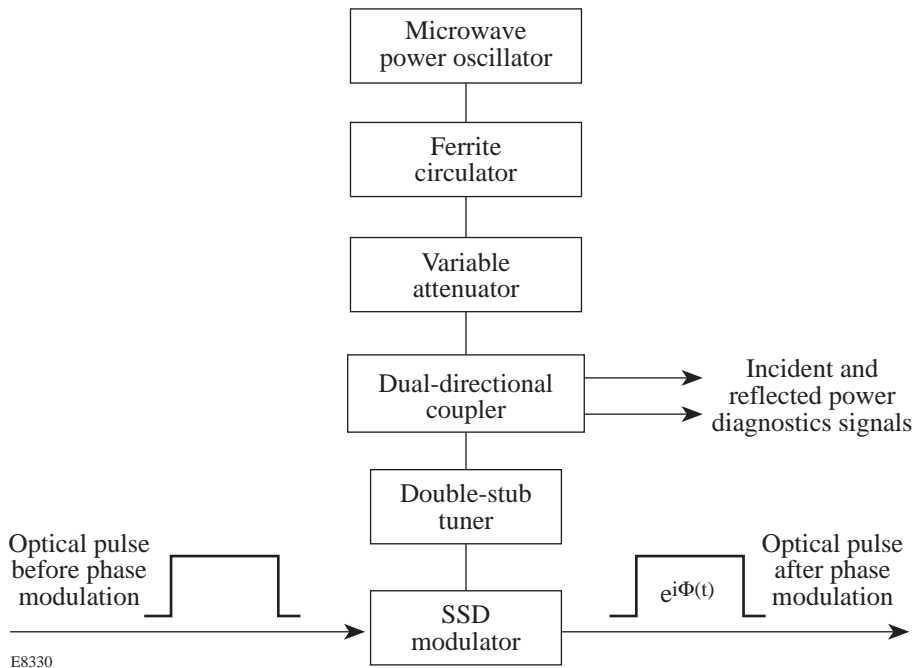 Microwave
power oscillator
Ferrite
circulator
Variable
attenuator
Dual-directional
coupler
Incident and
reflected power
diagnostics signals
Double-stub
tuner
Optical pulse
before phase
modulation
SSD
modulator
e^{iΦ(t)}
Optical pulse
after phase
modulation
E8330